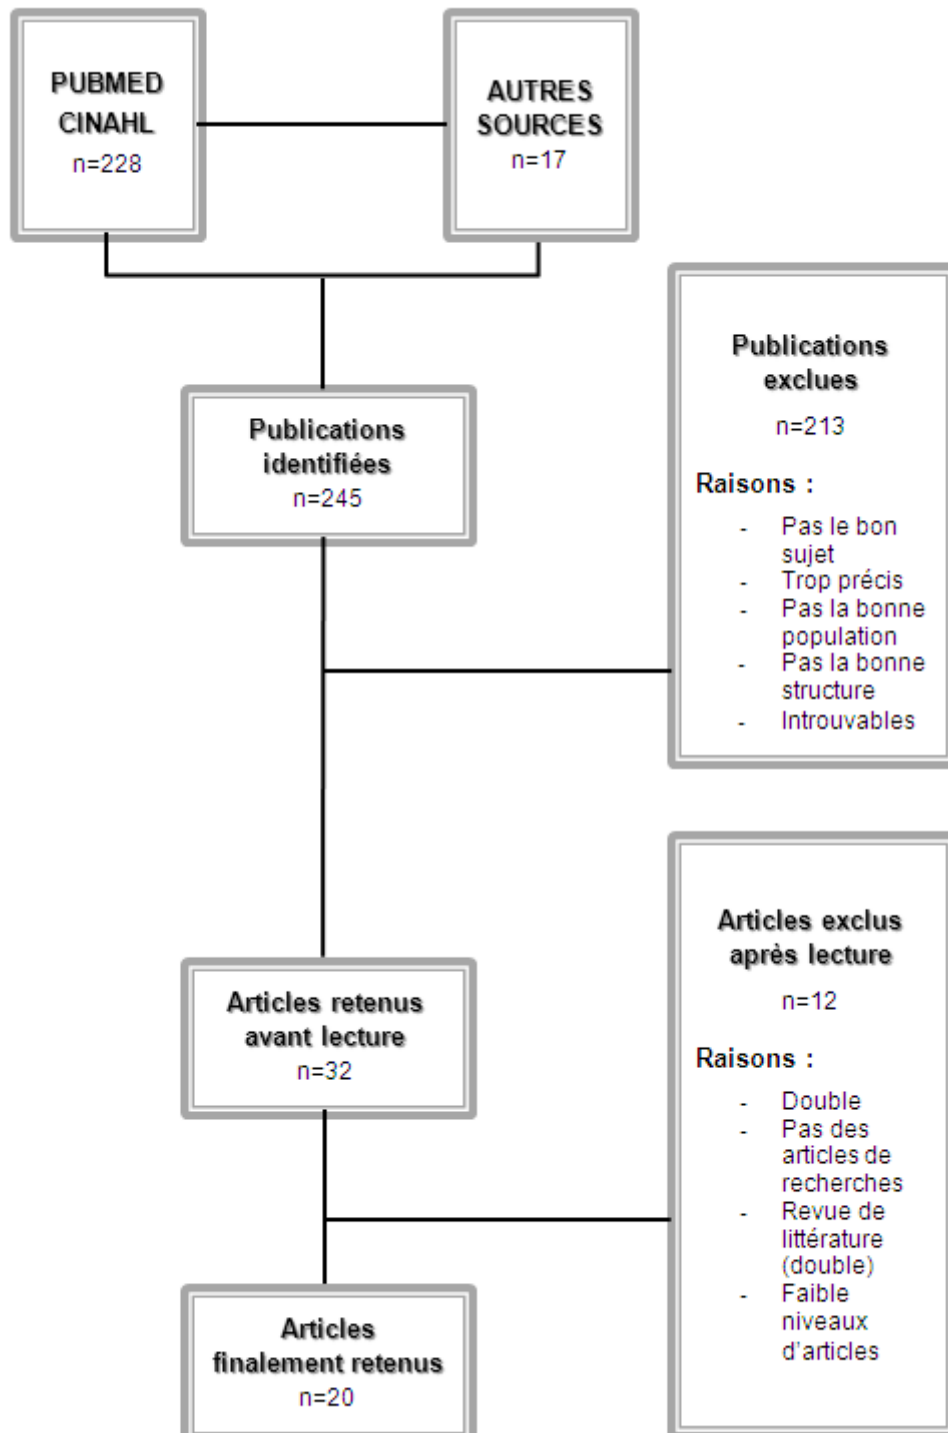 PUBMED
CINAHL
n=228
AUTRES
SOURCES
n=17
Publications
identifiées
n=245
Publications
exclues
n=213
Raisons :
- Pas le bon
sujet
- Trop précis
- Pas la bonne
population
- Pas la bonne
structure
- Introuvables
Articles retenus
avant lecture
n=32
Articles exclus
après lecture
n=12
Raisons :
- Double
- Pas des
articles de
recherches
- Revue de
littérature
(double)
- Faible
niveaux
d'articles
Articles
finalement retenus
n=20